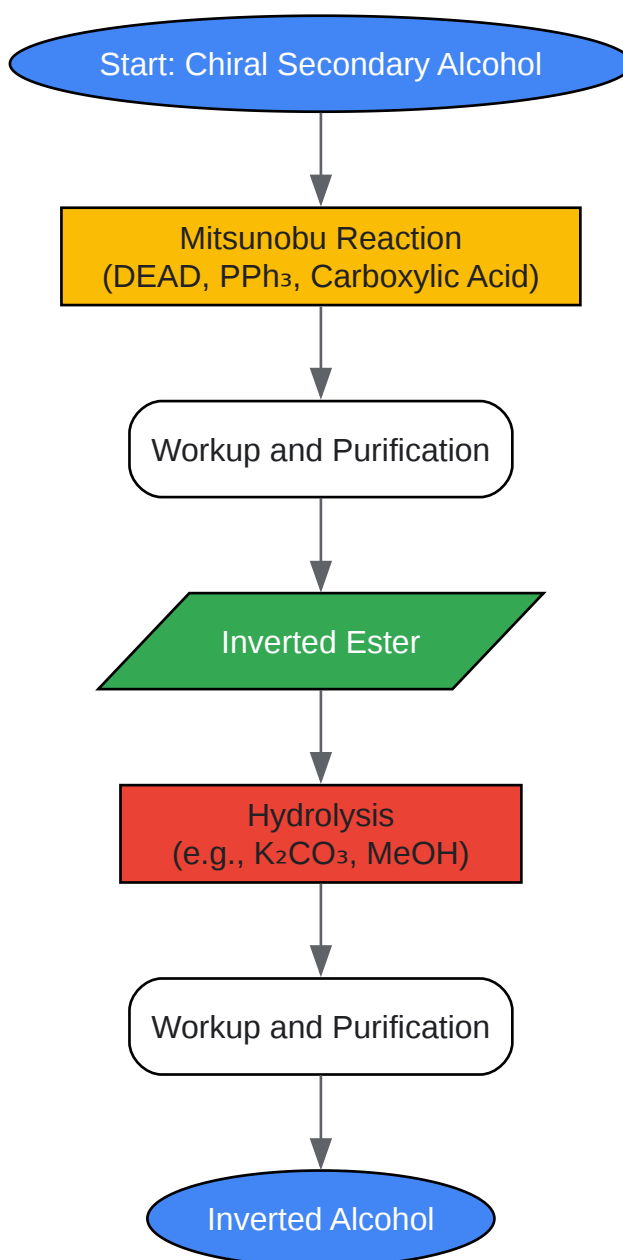 Start: Chiral Secondary Alcohol
Mitsunobu Reaction
(DEAD, PPh₃, Carboxylic Acid)
Workup and Purification
Inverted Ester
Hydrolysis
(e.g., K₂CO₃, MeOH)
Workup and Purification
Inverted Alcohol